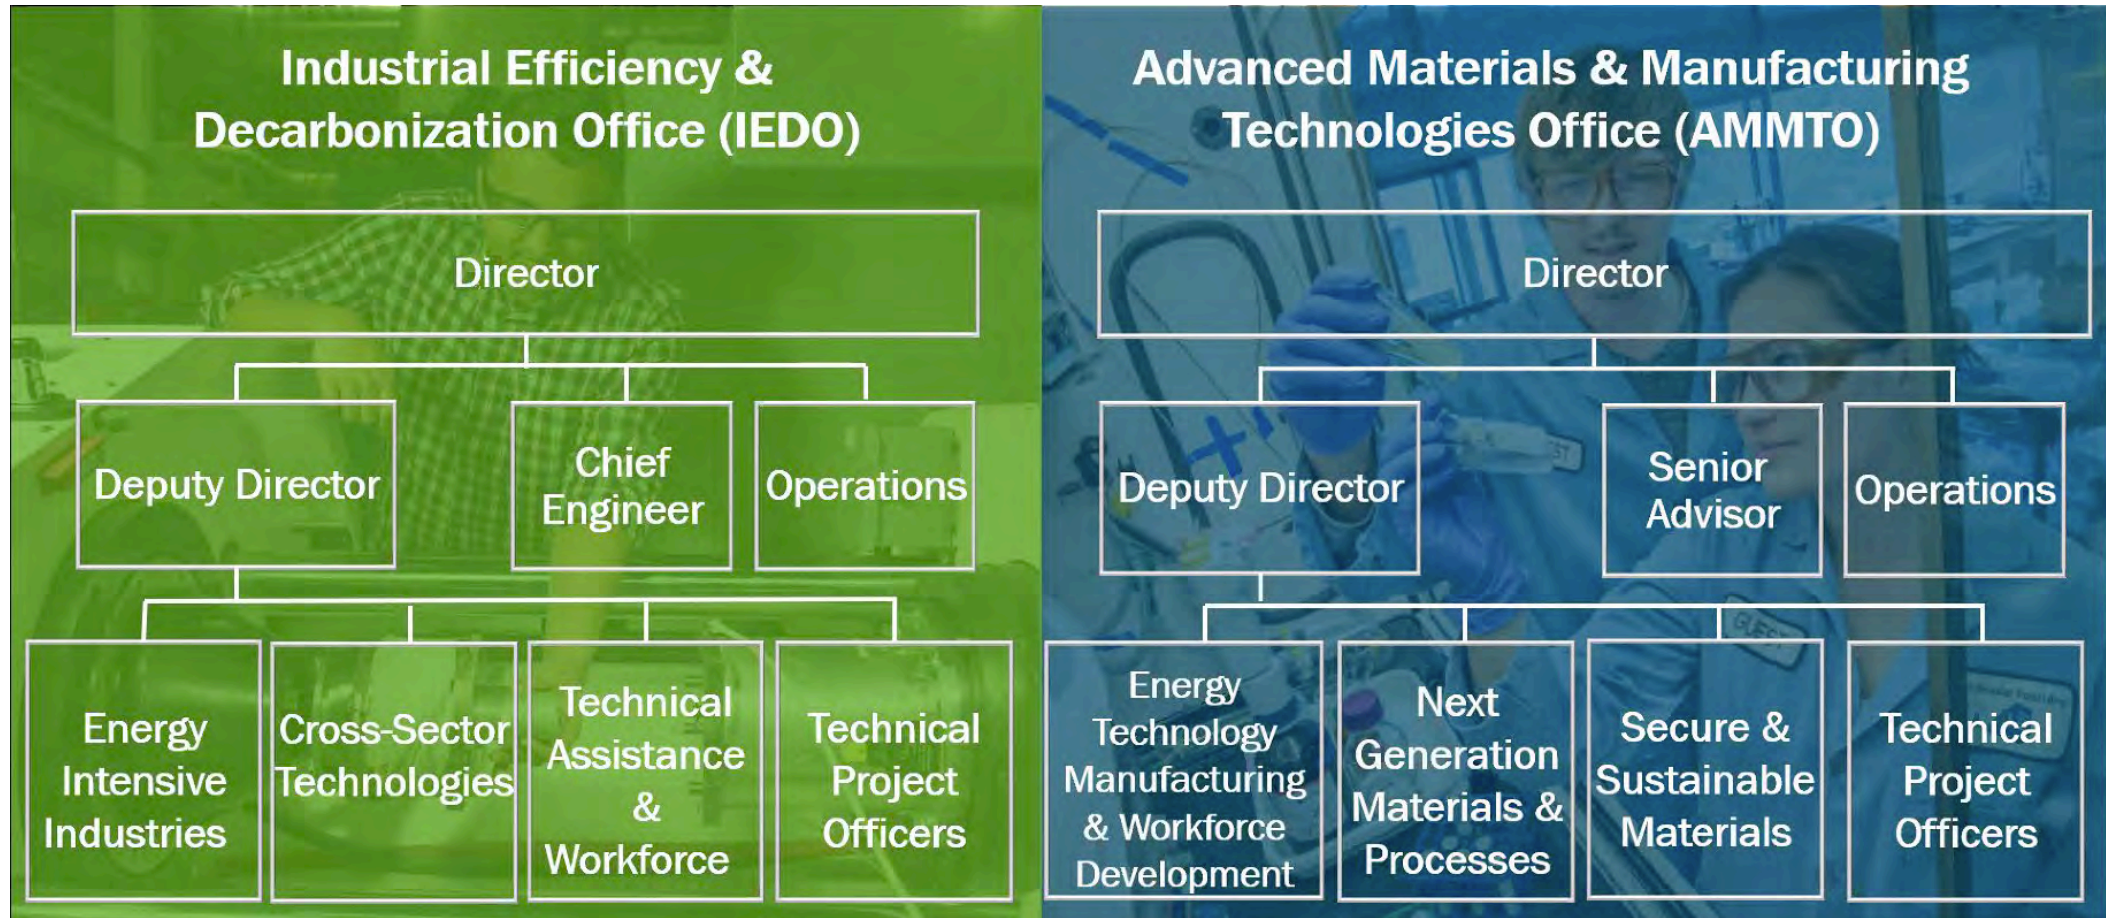 Industrial Efficiency &
Decarbonization Office (IEDO)
Director
Deputy Director
Chief
Engineer
Operations
Energy
Intensive
Industries
Cross-Sector
Technologies
Technical
Assistance
&
Workforce
Technical
Project
Officers
Advanced Materials & Manufacturing
Technologies Office (AMMTO)
Director
Deputy Director
Senior
Advisor
Operations
Energy
Technology
Manufacturing
& Workforce
Development
Next
Generation
Materials &
Processes
Secure &
Sustainable
Materials
Technical
Project
Officers
GUEST